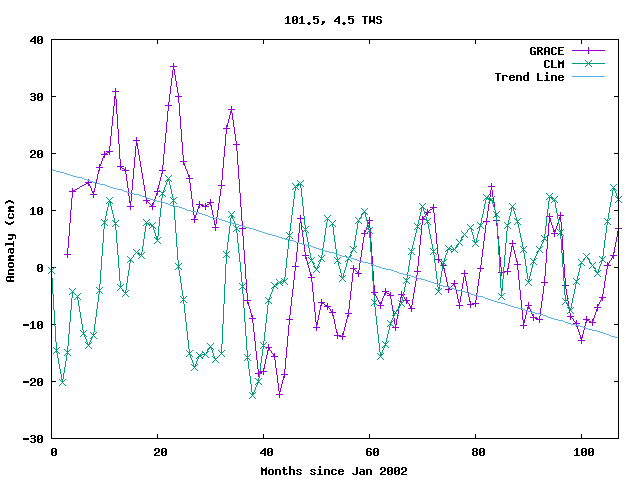 101.5, 4.5 TWS
GRACE
CLM
Trend Line
Anomaly (cm)
40
30
20
10
0
-10
-20
-30
0 20 40 60 80 100
Months since Jan 2002